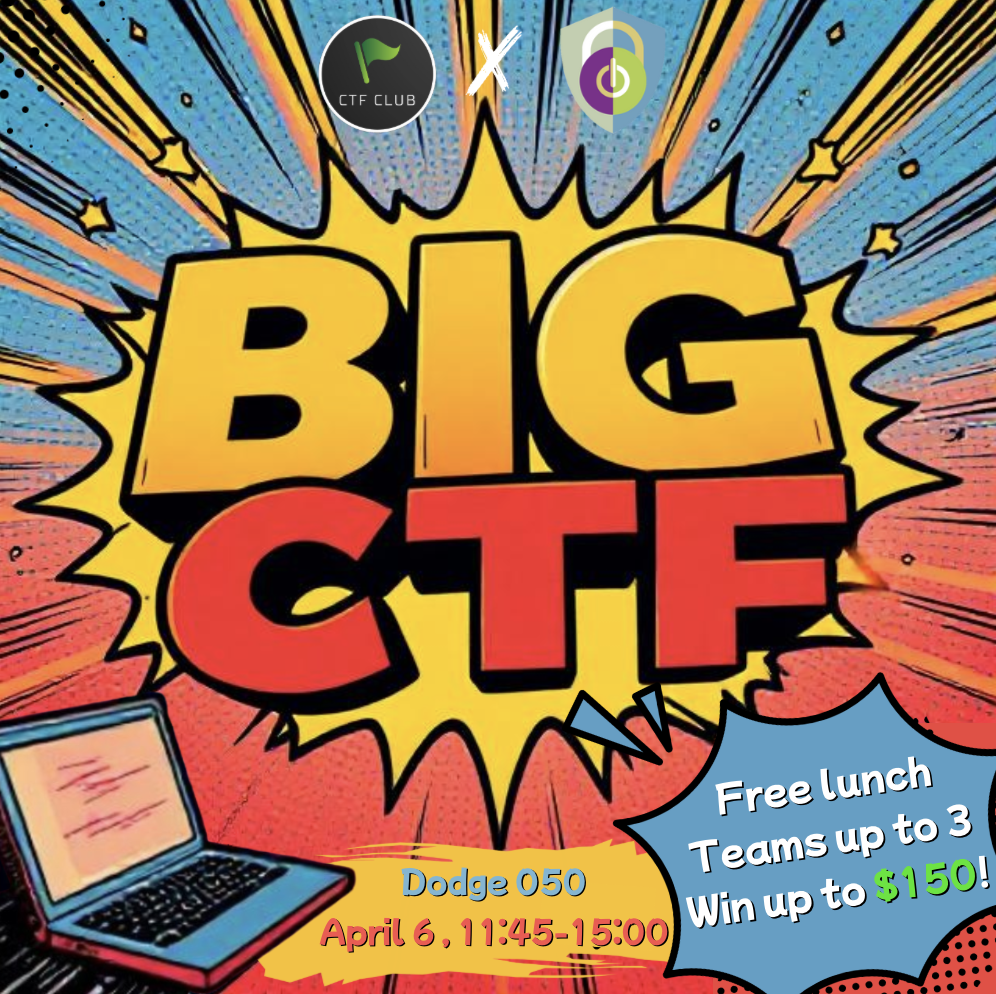 CTF CLUB
X
BIG
CTF
Free lunch
Teams up to 3
Win up to $150!
Dodge 050
April 6 , 11:45-15:00